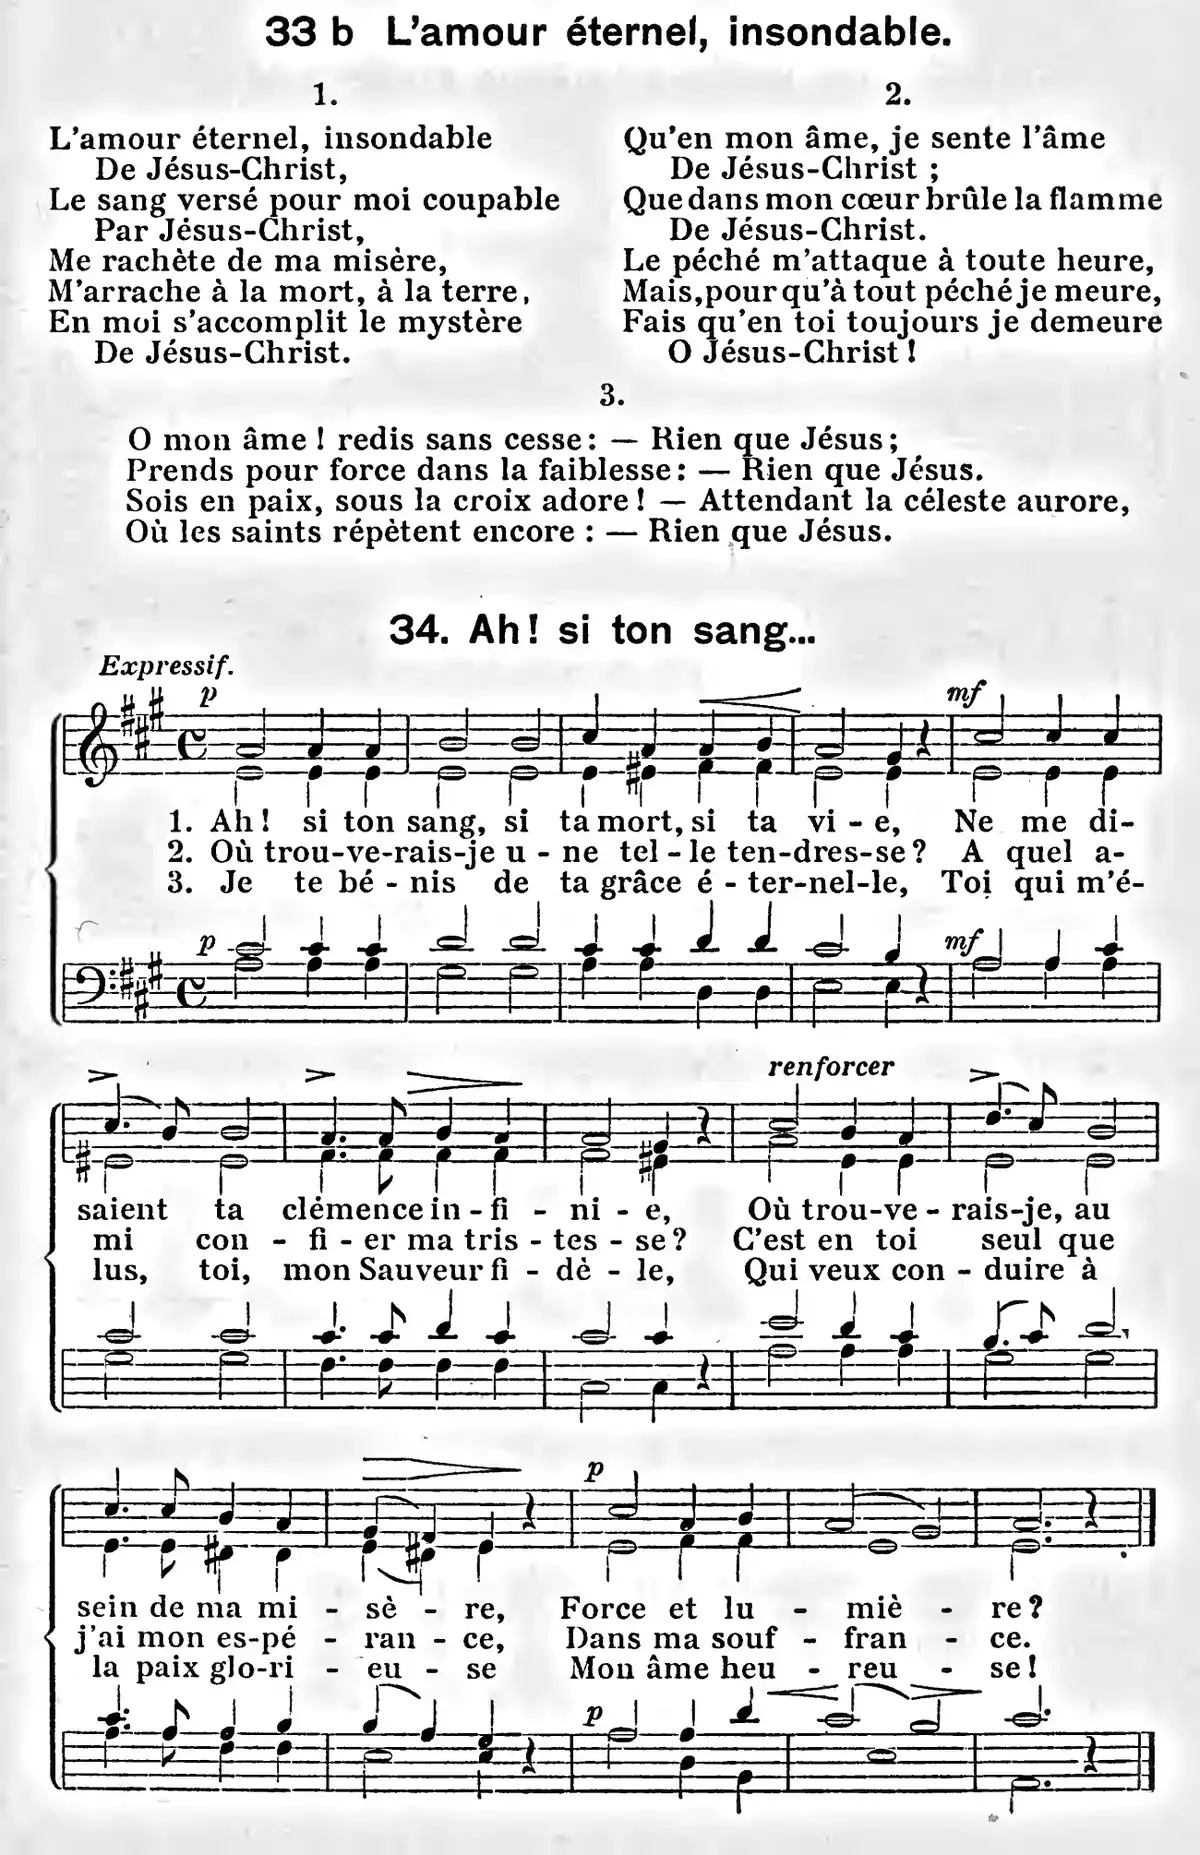 33 b L'amour éternel, insondable.
1.
L'amour éternel, insondable
De Jésus-Christ,
Le sang versé pour moi coupable
Par Jésus-Christ,
Me rachète de ma misère,
M'arrache à la mort, à la terre,
En moi s'accomplit le mystère
De Jésus-Christ.
2.
Qu'en mon âme, je sente l'âme
De Jésus-Christ ;
Que dans mon cœur brûle la flamme
De Jésus-Christ.
Le péché m'attaque à toute heure,
Mais, pour qu'à tout péché je meure,
Fais qu'en toi toujours je demeure
O Jésus-Christ !
3.
O mon âme ! redis sans cesse : — Rien que Jésus ;
Prends pour force dans la faiblesse : — Rien que Jésus.
Sois en paix, sous la croix adore ! — Attendant la céleste aurore,
Où les saints répètent encore : — Rien que Jésus.
34. Ah! si ton sang...
Expressif.
p mf
1. Ah! si ton sang, si ta mort, si ta vi - e, Ne me di-
2. Où trou-ve-rais-je u - ne tel - le ten-dres-se? A quel a-
3. Je te bé - nis de ta grâce é - ter-nel-le, Toi qui m'é-
p mf
renforcer
saient ta clémence in - fi - ni - e, Où trou-ve - rais-je, au
mi con - fi - er ma tris - tes - se? C'est en toi seul que
lus, toi, mon Sauveur fi - dè - le, Qui veux con - duire à
p
sein de ma mi - sè - re, Force et lu - miè - re?
j'ai mon es-pé - ran - ce, Dans ma souf - fran - ce.
la paix glo-ri - eu - se Mon âme heu - reu - se!
p